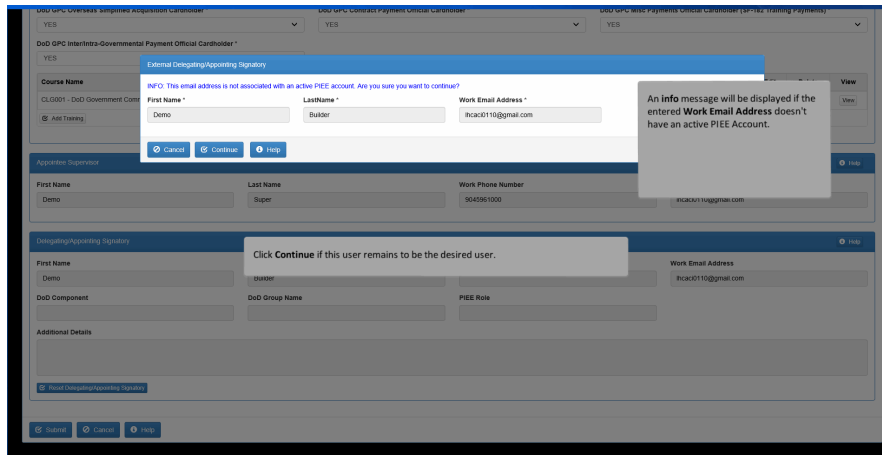 DoD GPC Overseas Simplified Acquisition Cardholder * DoD GPC Contract Payment Official Cardholder * DoD GPC Misc Payments Official Cardholder (SF-182 Training Payments) *
YES YES YES
DoD GPC Inter/Intra-Governmental Payment Official Cardholder *
YES
External Delegating/Appointing Signatory
INFO: This email address is not associated with an active PIEE account. Are you sure you want to continue?
First Name * LastName * Work Email Address *
Demo Builder lhcaci0110@gmail.com
Cancel Continue Help
An info message will be displayed if the
entered Work Email Address doesn't
have an active PIEE Account.
Course Name View
CLG001 - DoD Government Comm View
Add Training
Appointee Supervisor Help
First Name Last Name Work Phone Number
Demo Super 9045961000 lhcaci0110@gmail.com
Delegating/Appointing Signatory Help
Click Continue if this user remains to be the desired user.
First Name Work Email Address
Demo Builder lhcaci0110@gmail.com
DoD Component DoD Group Name PIEE Role
Additional Details
Reset Delegating/Appointing Signatory
Submit Cancel Help